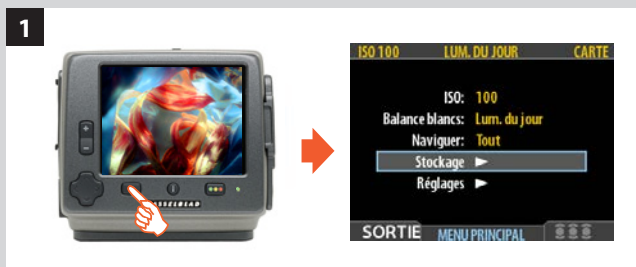 1
HASSELBLAD
ISO 100 LUM. DU JOUR CARTE
ISO: 100
Balance blancs: Lum. du jour
Naviguer: Tout
Stockage
Réglages
SORTIE MENU PRINCIPAL